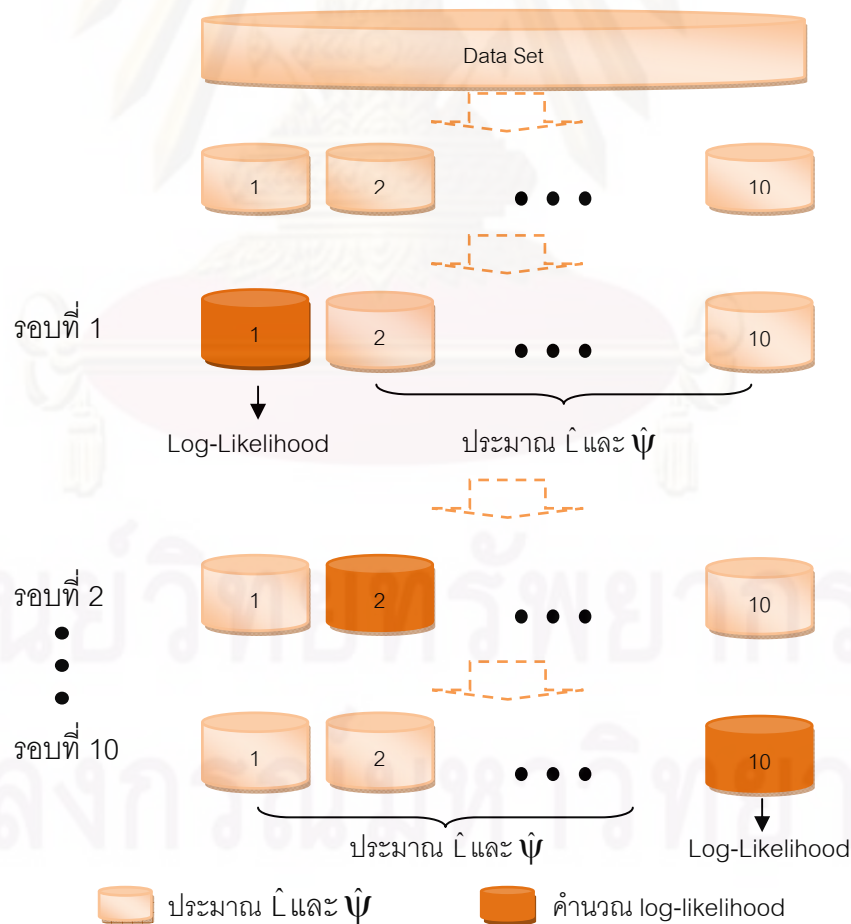 Data Set
1 2 ● ● ● 10
รอบที่ 1 1 2 ● ● ● 10
Log-Likelihood ประมาณ L̂ และ ψ̂
รอบที่ 2 1 2 ● ● ● 10
รอบที่ 10 1 2 ● ● ● 10
ประมาณ L̂ และ ψ̂ Log-Likelihood
ประมาณ L̂ และ ψ̂ คำนวณ log-likelihood